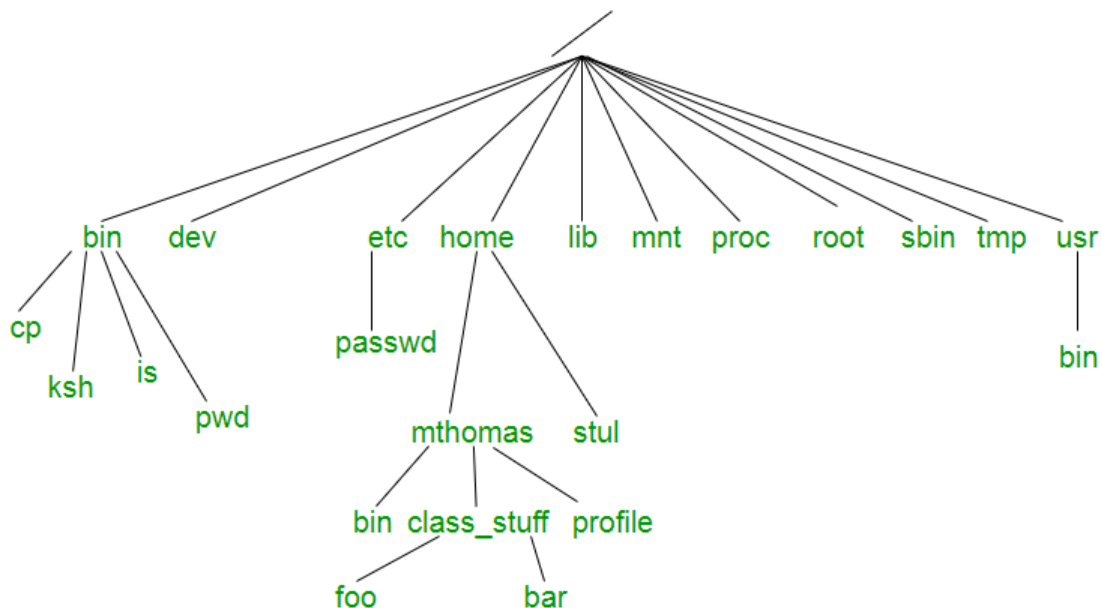 /
bin dev etc home lib mnt proc root sbin tmp usr
cp
ksh
is
pwd
passwd
bin
mthomas stul
bin class_stuff profile
foo bar